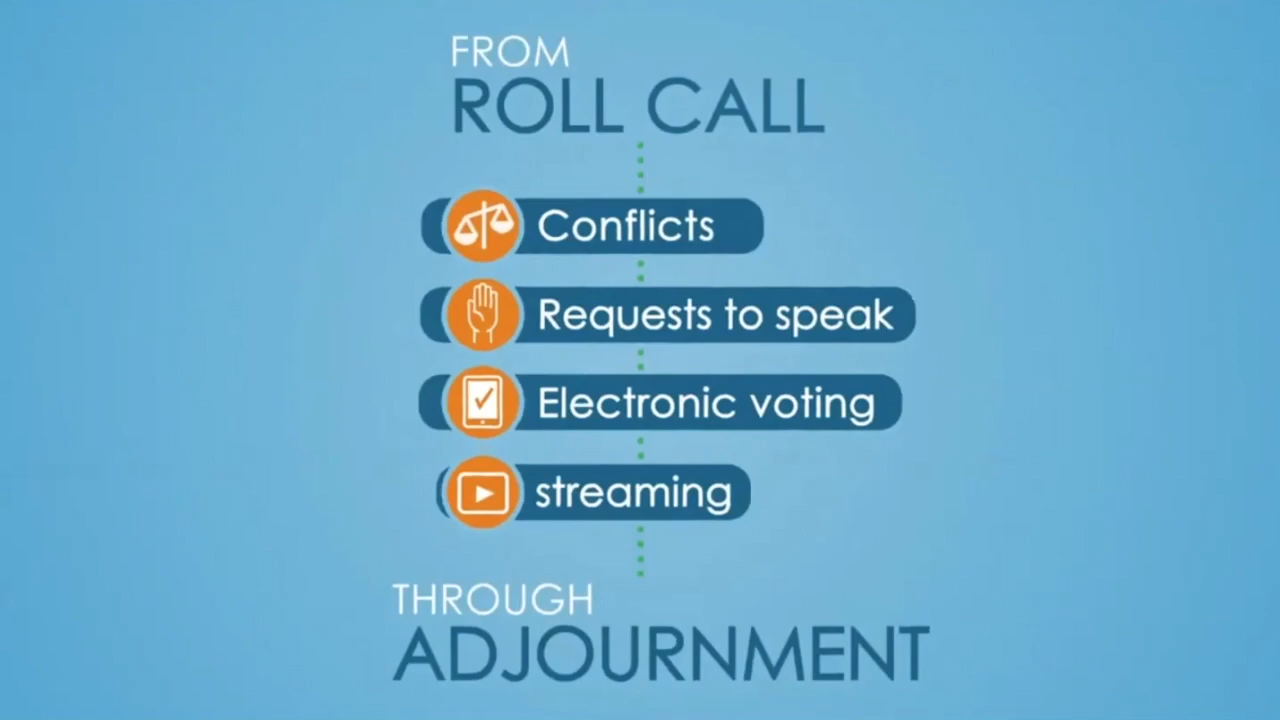 FROM
ROLL CALL
Conflicts
Requests to speak
Electronic voting
streaming
THROUGH
ADJOURNMENT